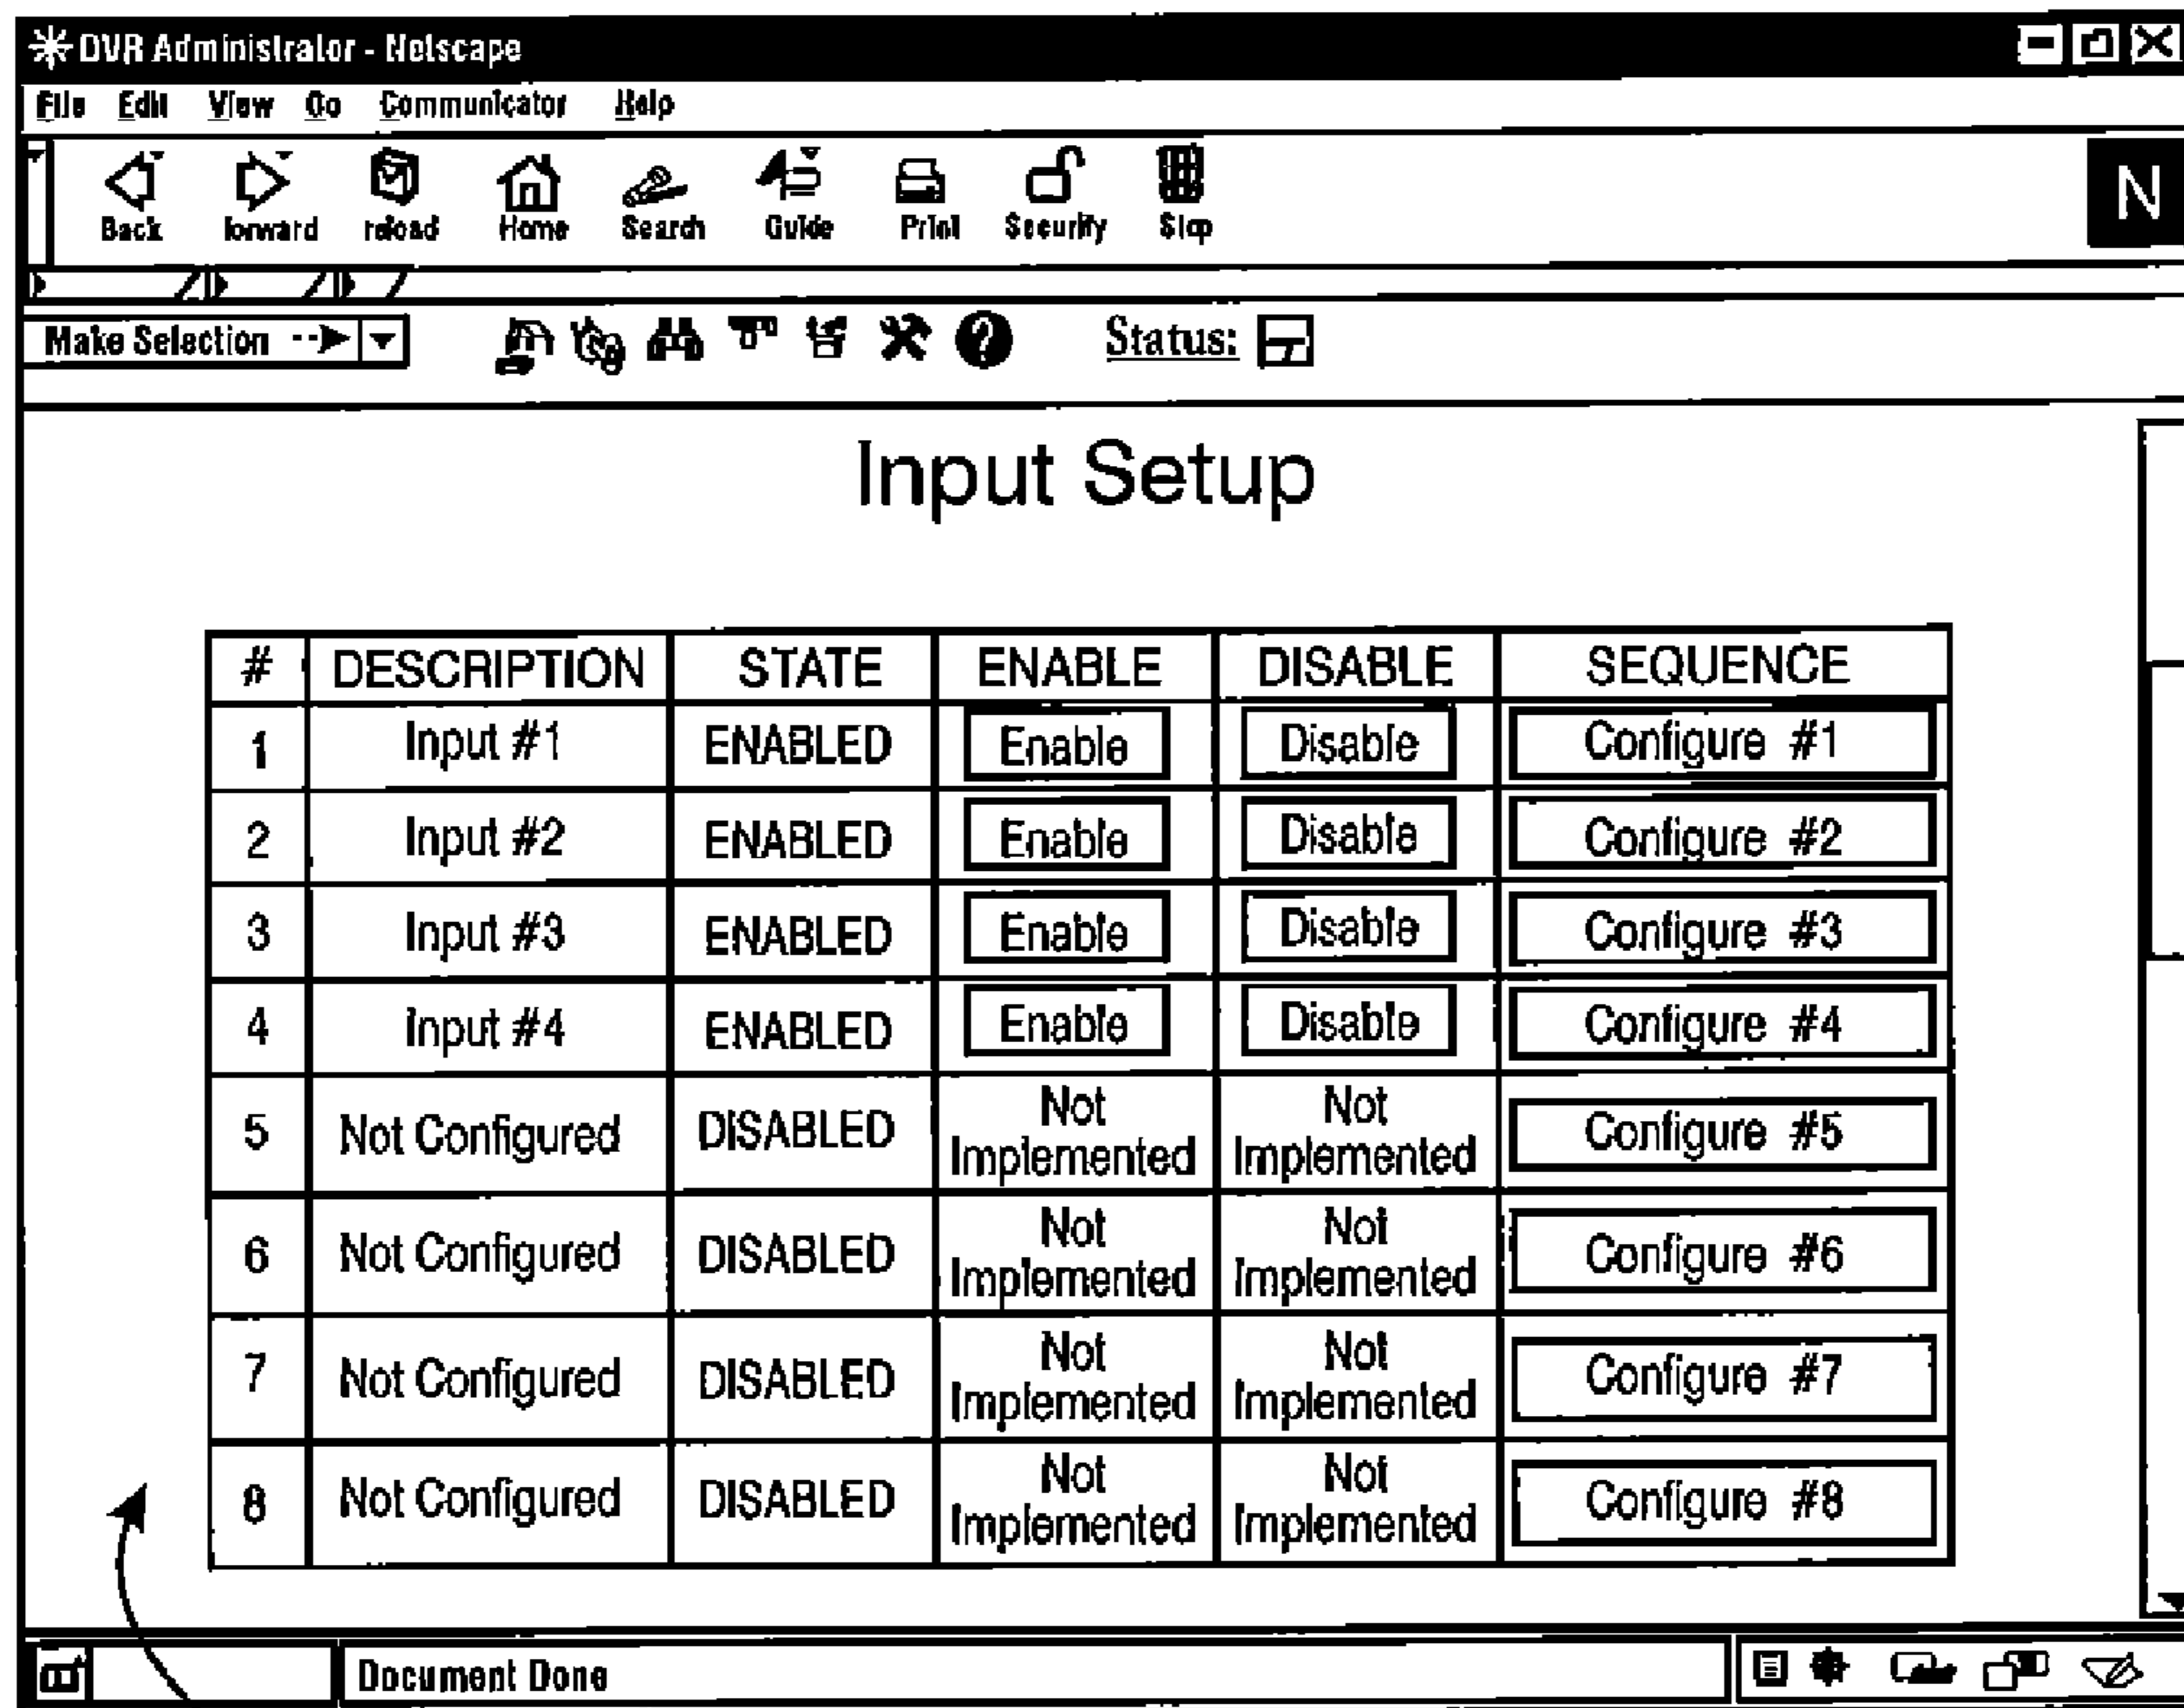 DVR Administrator - Netscape
File Edit View Go Communicator Help
Back forward reload Home Search Guide Print Security Stop
N
Make Selection
Status:
Input Setup
# DESCRIPTION STATE ENABLE DISABLE SEQUENCE
1 Input #1 ENABLED Enable Disable Configure #1
2 Input #2 ENABLED Enable Disable Configure #2
3 Input #3 ENABLED Enable Disable Configure #3
4 Input #4 ENABLED Enable Disable Configure #4
5 Not Configured DISABLED Not Implemented Not Implemented Configure #5
6 Not Configured DISABLED Not Implemented Not Implemented Configure #6
7 Not Configured DISABLED Not Implemented Not Implemented Configure #7
8 Not Configured DISABLED Not Implemented Not Implemented Configure #8
Document Done